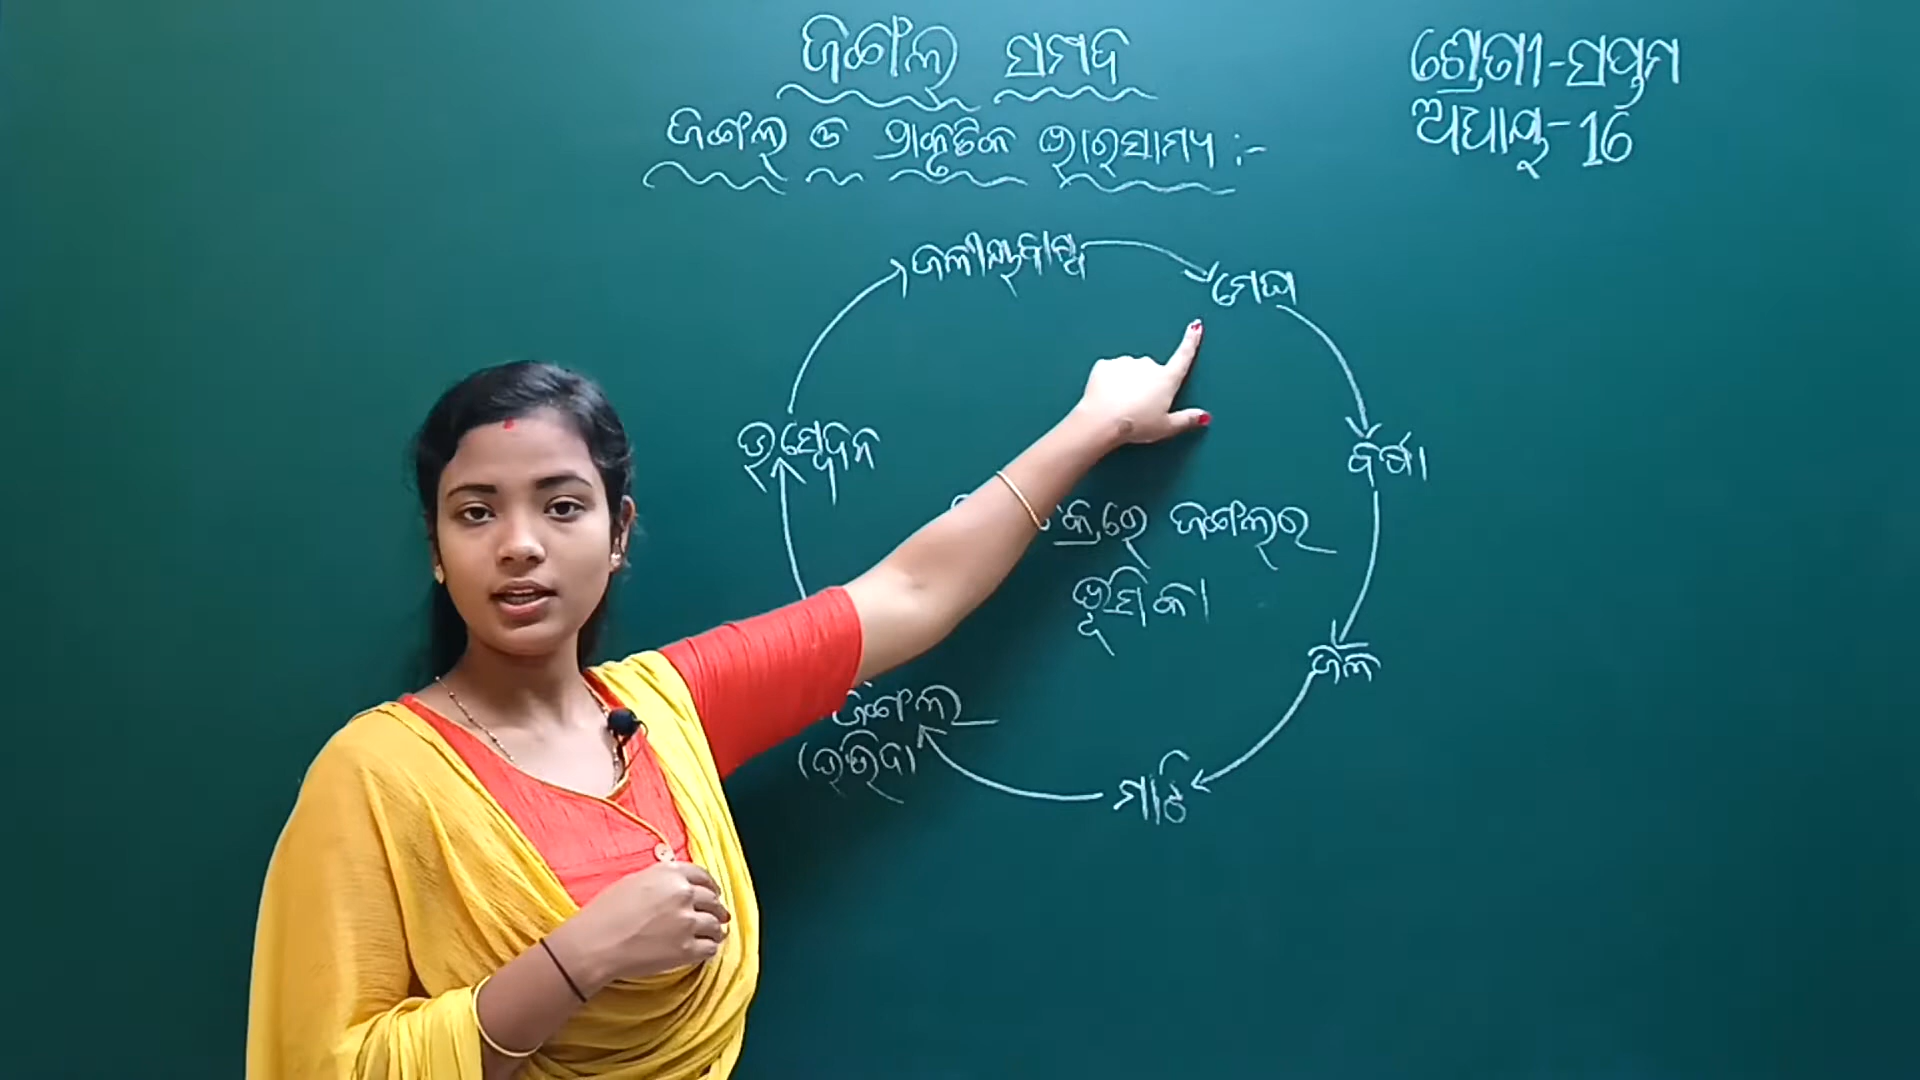 ଜଙ୍ଗଲ ସମ୍ପଦ
ଶ୍ରେଣୀ-ସପ୍ତମ
ଅଧ୍ୟାୟ-16
ଜଙ୍ଗଲ ଓ ପ୍ରାକୃତିକ ଭାରସାମ୍ୟ :-
ଜଳୀୟବାଷ୍ପ
ମେଘ
ଉତ୍ସ୍ୱେଦନ
ବର୍ଷା
ଜଙ୍ଗଲର
ଭୂମିକା
ଜଳ
ଜଙ୍ଗଲ
(ଉଦ୍ଭିଦ)
ମାଟି